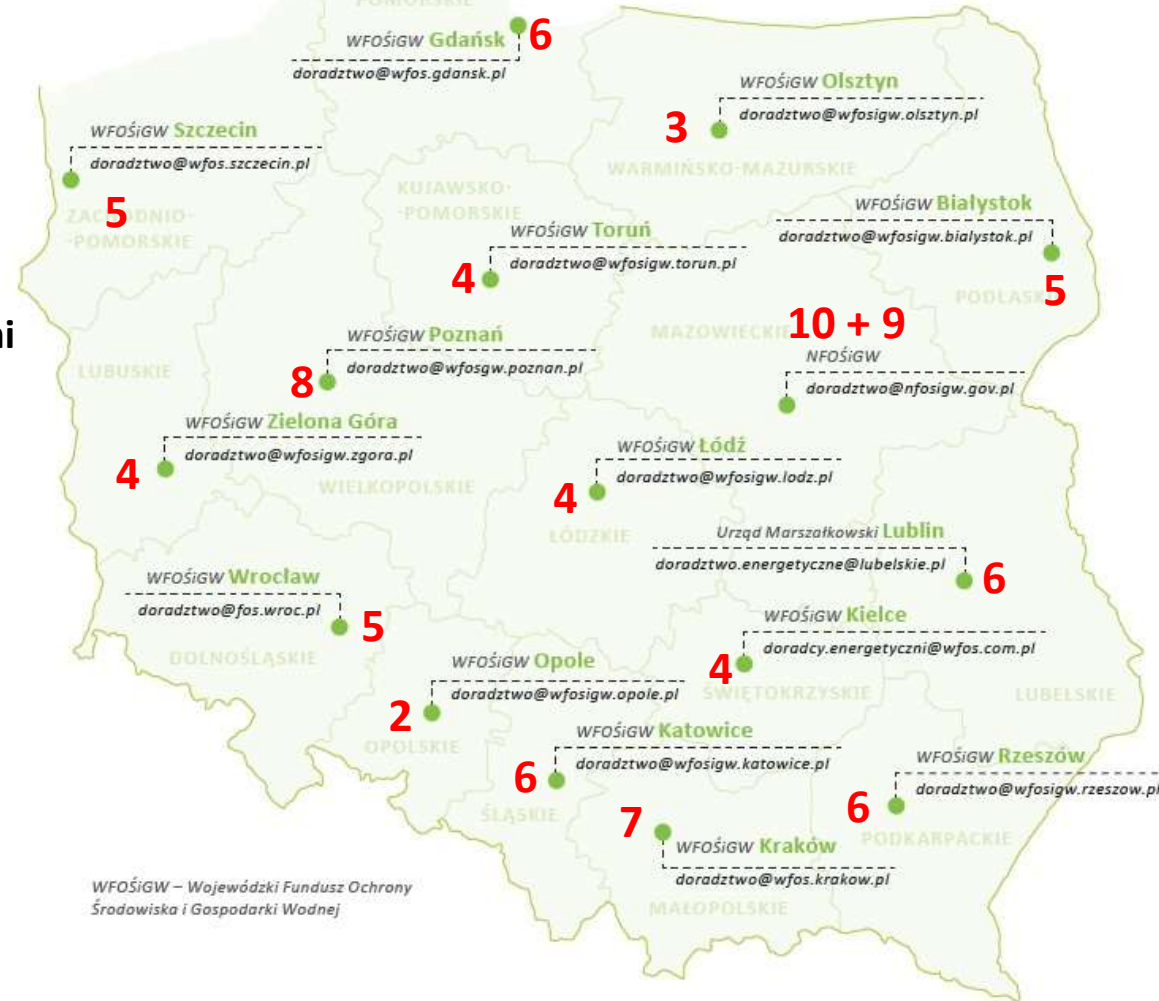 POMORSKIE
WFOŚiGW Gdańsk
6
doradztwo@wfos.gdansk.pl
WFOŚiGW Olsztyn
doradztwo@wfosigw.olsztyn.pl
3
WARMIŃSKO-MAZURSKIE
WFOŚiGW Szczecin
doradztwo@wfos.szczecin.pl
5
ZACHODNIO-
-POMORSKIE
KUJAWSKO-
-POMORSKIE
WFOŚiGW Toruń
doradztwo@wfosigw.torun.pl
4
WFOŚiGW Białystok
doradztwo@wfosigw.bialystok.pl
5
PODLASKIE
ni
MAZOWIECKIE
10 + 9
NFOŚiGW
doradztwo@nfosigw.gov.pl
WFOŚiGW Poznań
doradztwo@wfosgw.poznan.pl
8
LUBUSKIE
WFOŚiGW Zielona Góra
doradztwo@wfosigw.zgora.pl
4
WIELKOPOLSKIE
WFOŚiGW Łódź
doradztwo@wfosigw.lodz.pl
4
ŁÓDZKIE
Urząd Marszałkowski Lublin
doradztwo.energetyczne@lubelskie.pl
6
WFOŚiGW Wrocław
doradztwo@fos.wroc.pl
5
DOLNOŚLĄSKIE
WFOŚiGW Kielce
doradcy.energetyczni@wfos.com.pl
4
ŚWIĘTOKRZYSKIE
LUBELSKIE
WFOŚiGW Opole
doradztwo@wfosigw.opole.pl
2
OPOLSKIE
WFOŚiGW Katowice
doradztwo@wfosigw.katowice.pl
6
ŚLĄSKIE
WFOŚiGW Rzeszów
doradztwo@wfosigw.rzeszow.pl
6
PODKARPACKIE
7
WFOŚiGW Kraków
doradztwo@wfos.krakow.pl
MAŁOPOLSKIE
WFOŚiGW – Wojewódzki Fundusz Ochrony
Środowiska i Gospodarki Wodnej